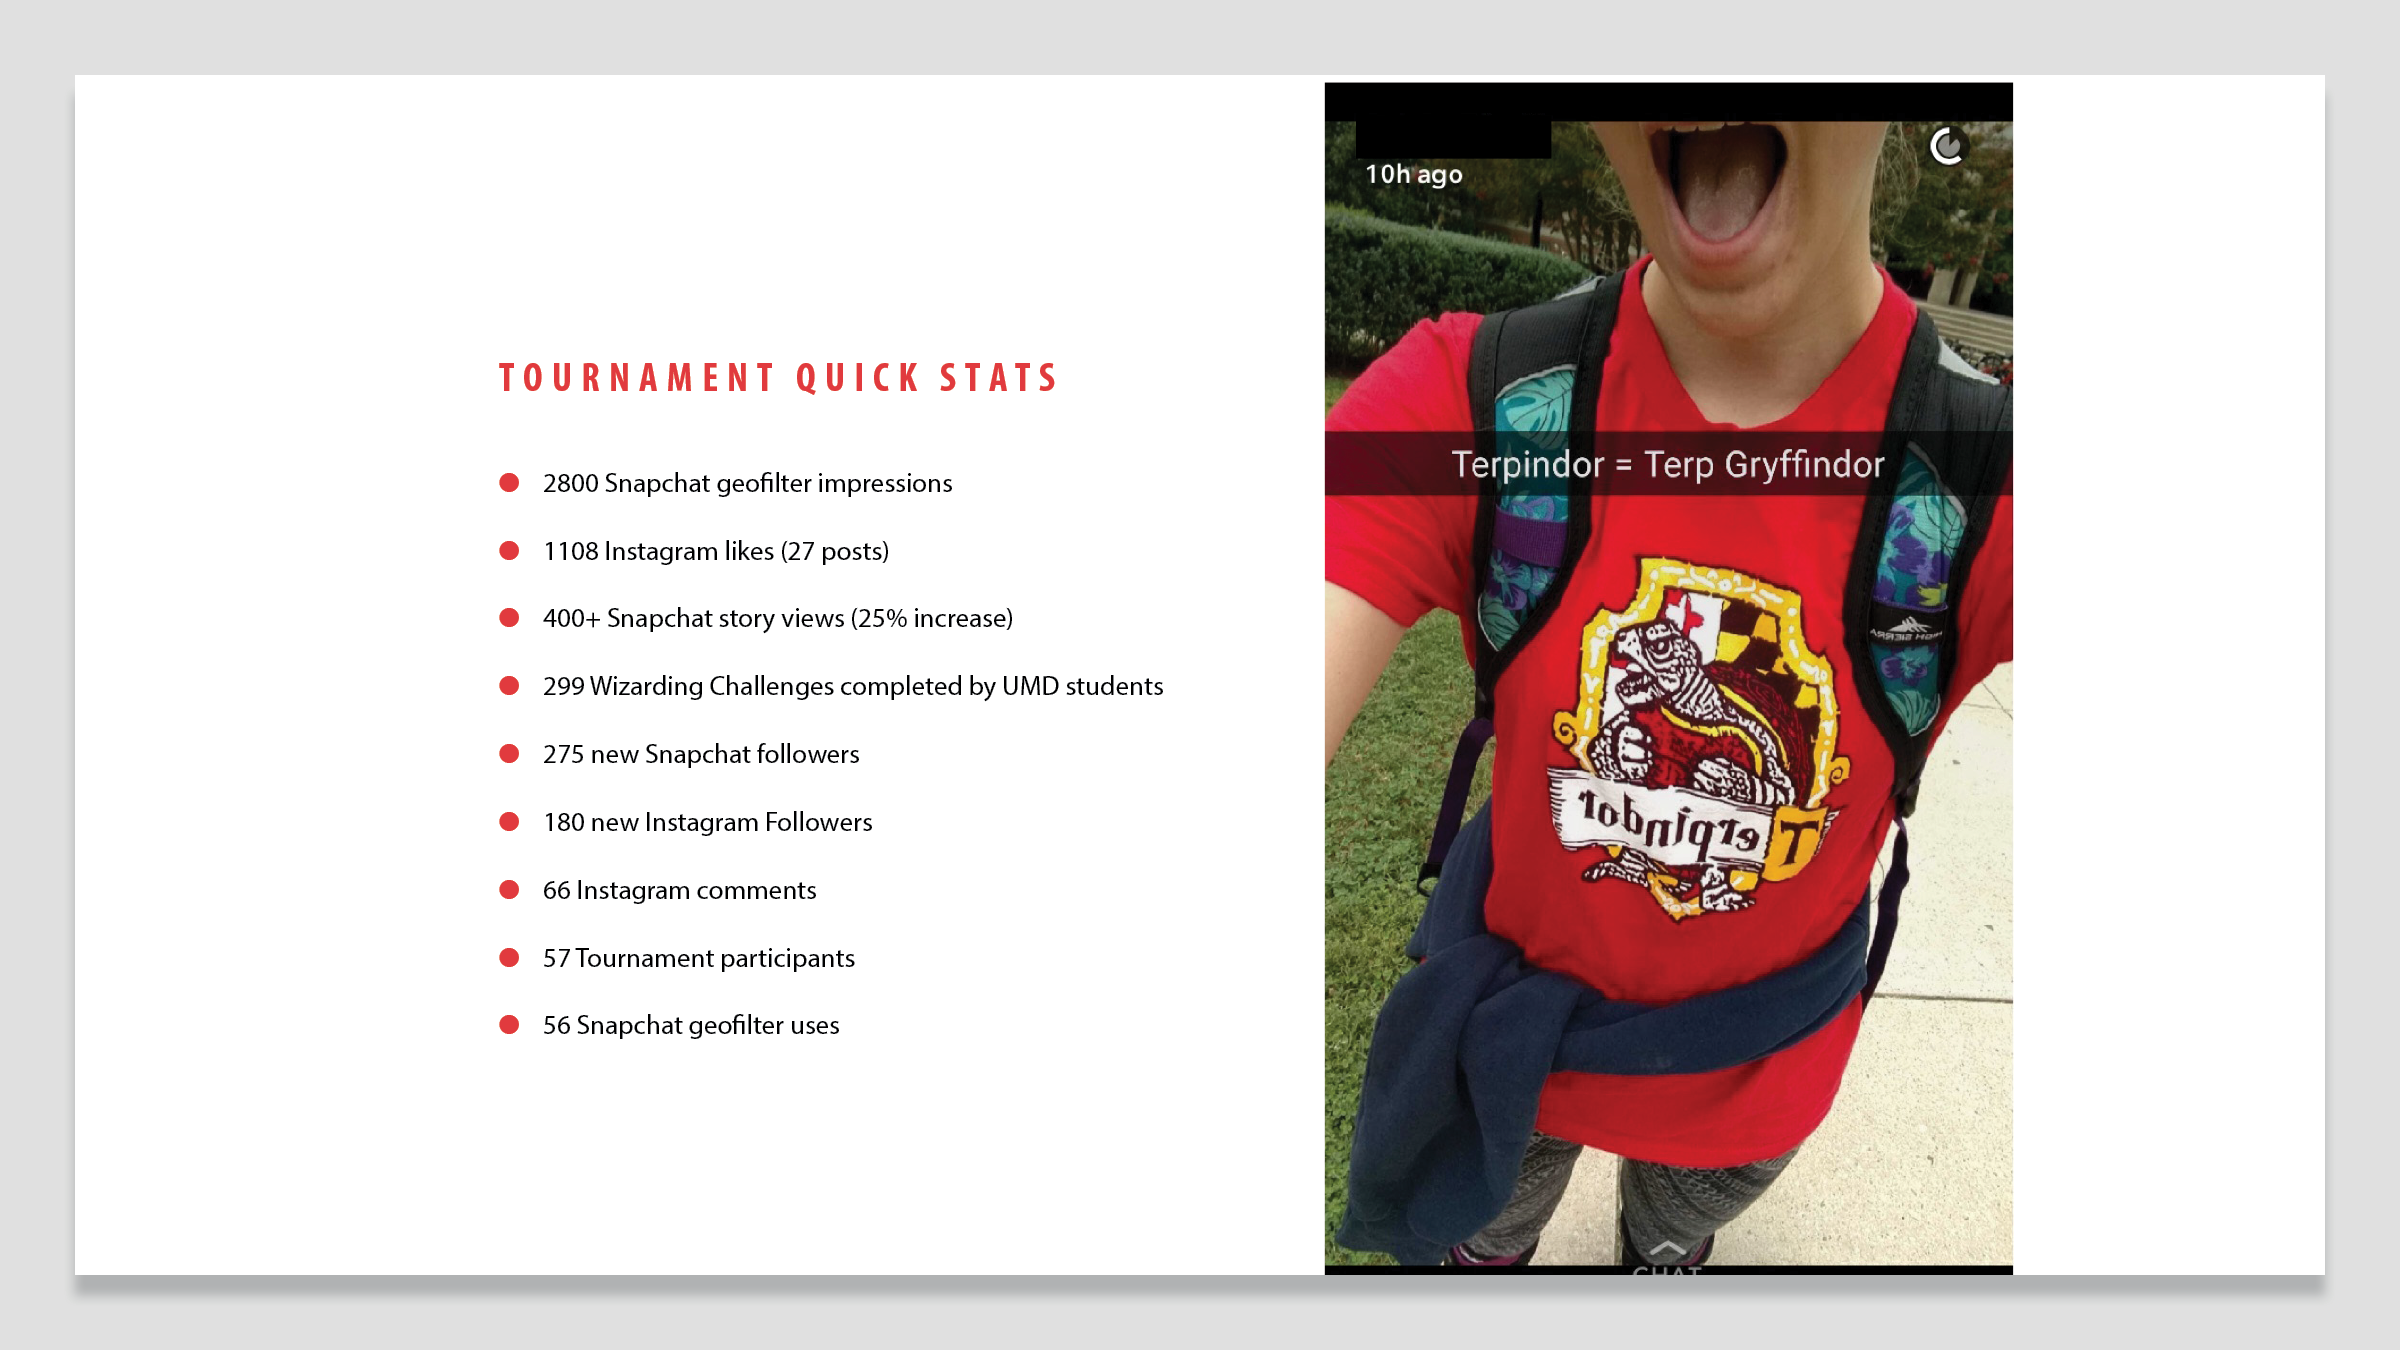 TOURNAMENT QUICK STATS
2800 Snapchat geofilter impressions
1108 Instagram likes (27 posts)
400+ Snapchat story views (25% increase)
299 Wizarding Challenges completed by UMD students
275 new Snapchat followers
180 new Instagram Followers
66 Instagram comments
57 Tournament participants
56 Snapchat geofilter uses
10h ago
Terpindor = Terp Gryffindor
HIGH SIERRA
Terpindor
CHAT